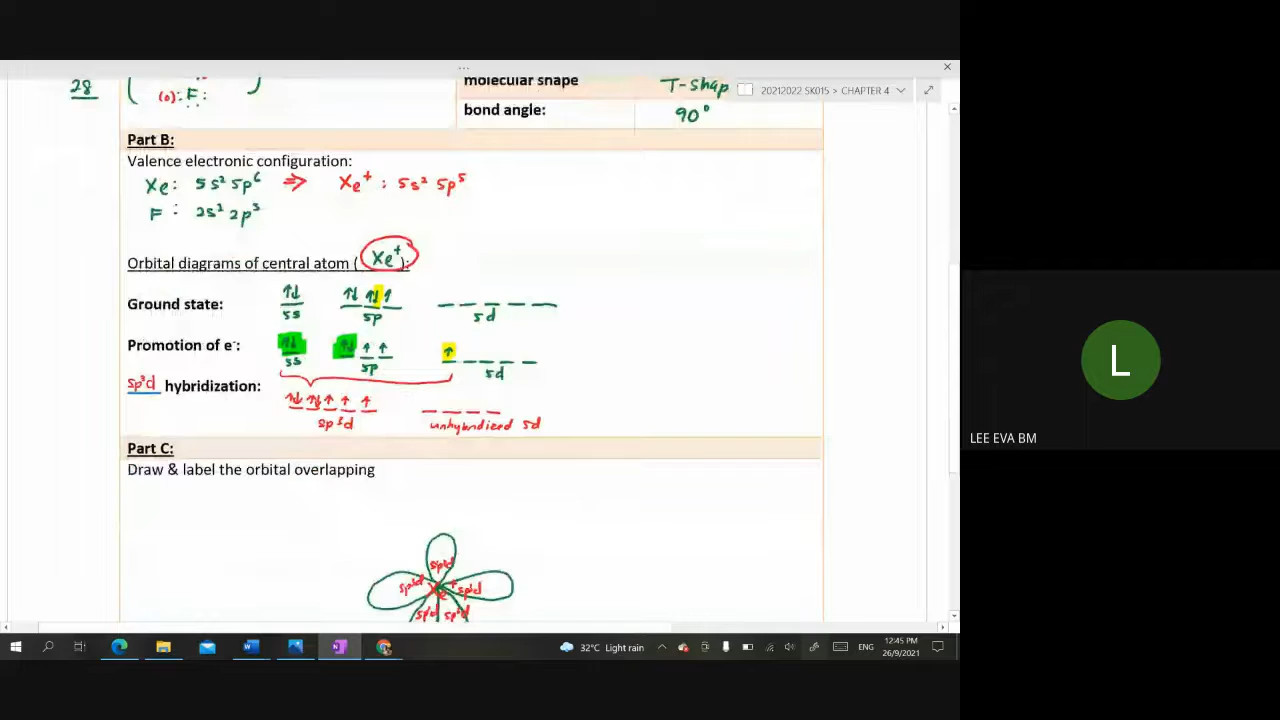 molecular shape T-shap
20212022 SK015 > CHAPTER 4
28
(0): F :
bond angle: 90°
Part B:
Valence electronic configuration:
Xe : 5s² 5p⁶ ⇒ Xe⁺ : 5s² 5p⁵
F : 2s² 2p⁵
Orbital diagrams of central atom ( Xe⁺ ):
Ground state: ↑↓ ↑↓ ↑↓ ↑
5s 5p 5d
Promotion of e⁻: ↑↓ ↑↓ ↑ ↑ ↑
5s 5p 5d
sp³d hybridization:
↑↓ ↑↓ ↑ ↑ ↑
sp³d unhybridized 5d
Part C:
Draw & label the orbital overlapping
sp³d
sp³d Xe⁺ sp³d
sp³d sp³d
L
LEE EVA BM
32°C Light rain
ENG
12:45 PM
26/9/2021